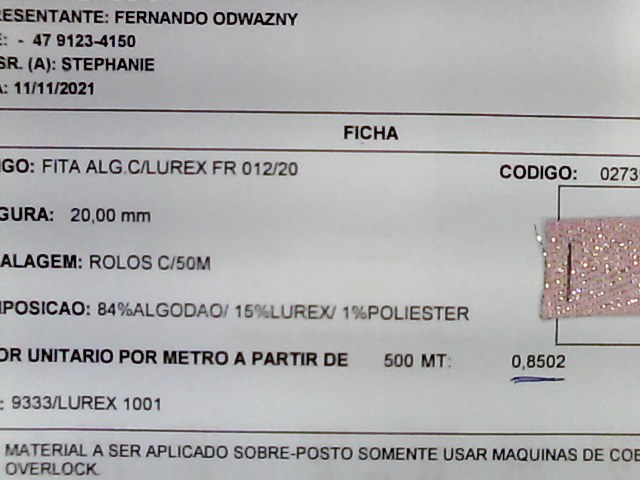 RESENTANTE: FERNANDO ODWAZNY
E: - 47 9123-4150
SR. (A): STEPHANIE
A: 11/11/2021
FICHA
IGO: FITA ALG.C/LUREX FR 012/20
CODIGO: 0273
GURA: 20,00 mm
ALAGEM: ROLOS C/50M
MPOSICAO: 84%ALGODAO/ 15%LUREX/ 1%POLIESTER
OR UNITARIO POR METRO A PARTIR DE 500 MT: 0,8502
: 9333/LUREX 1001
MATERIAL A SER APLICADO SOBRE-POSTO SOMENTE USAR MAQUINAS DE COB
OVERLOCK.